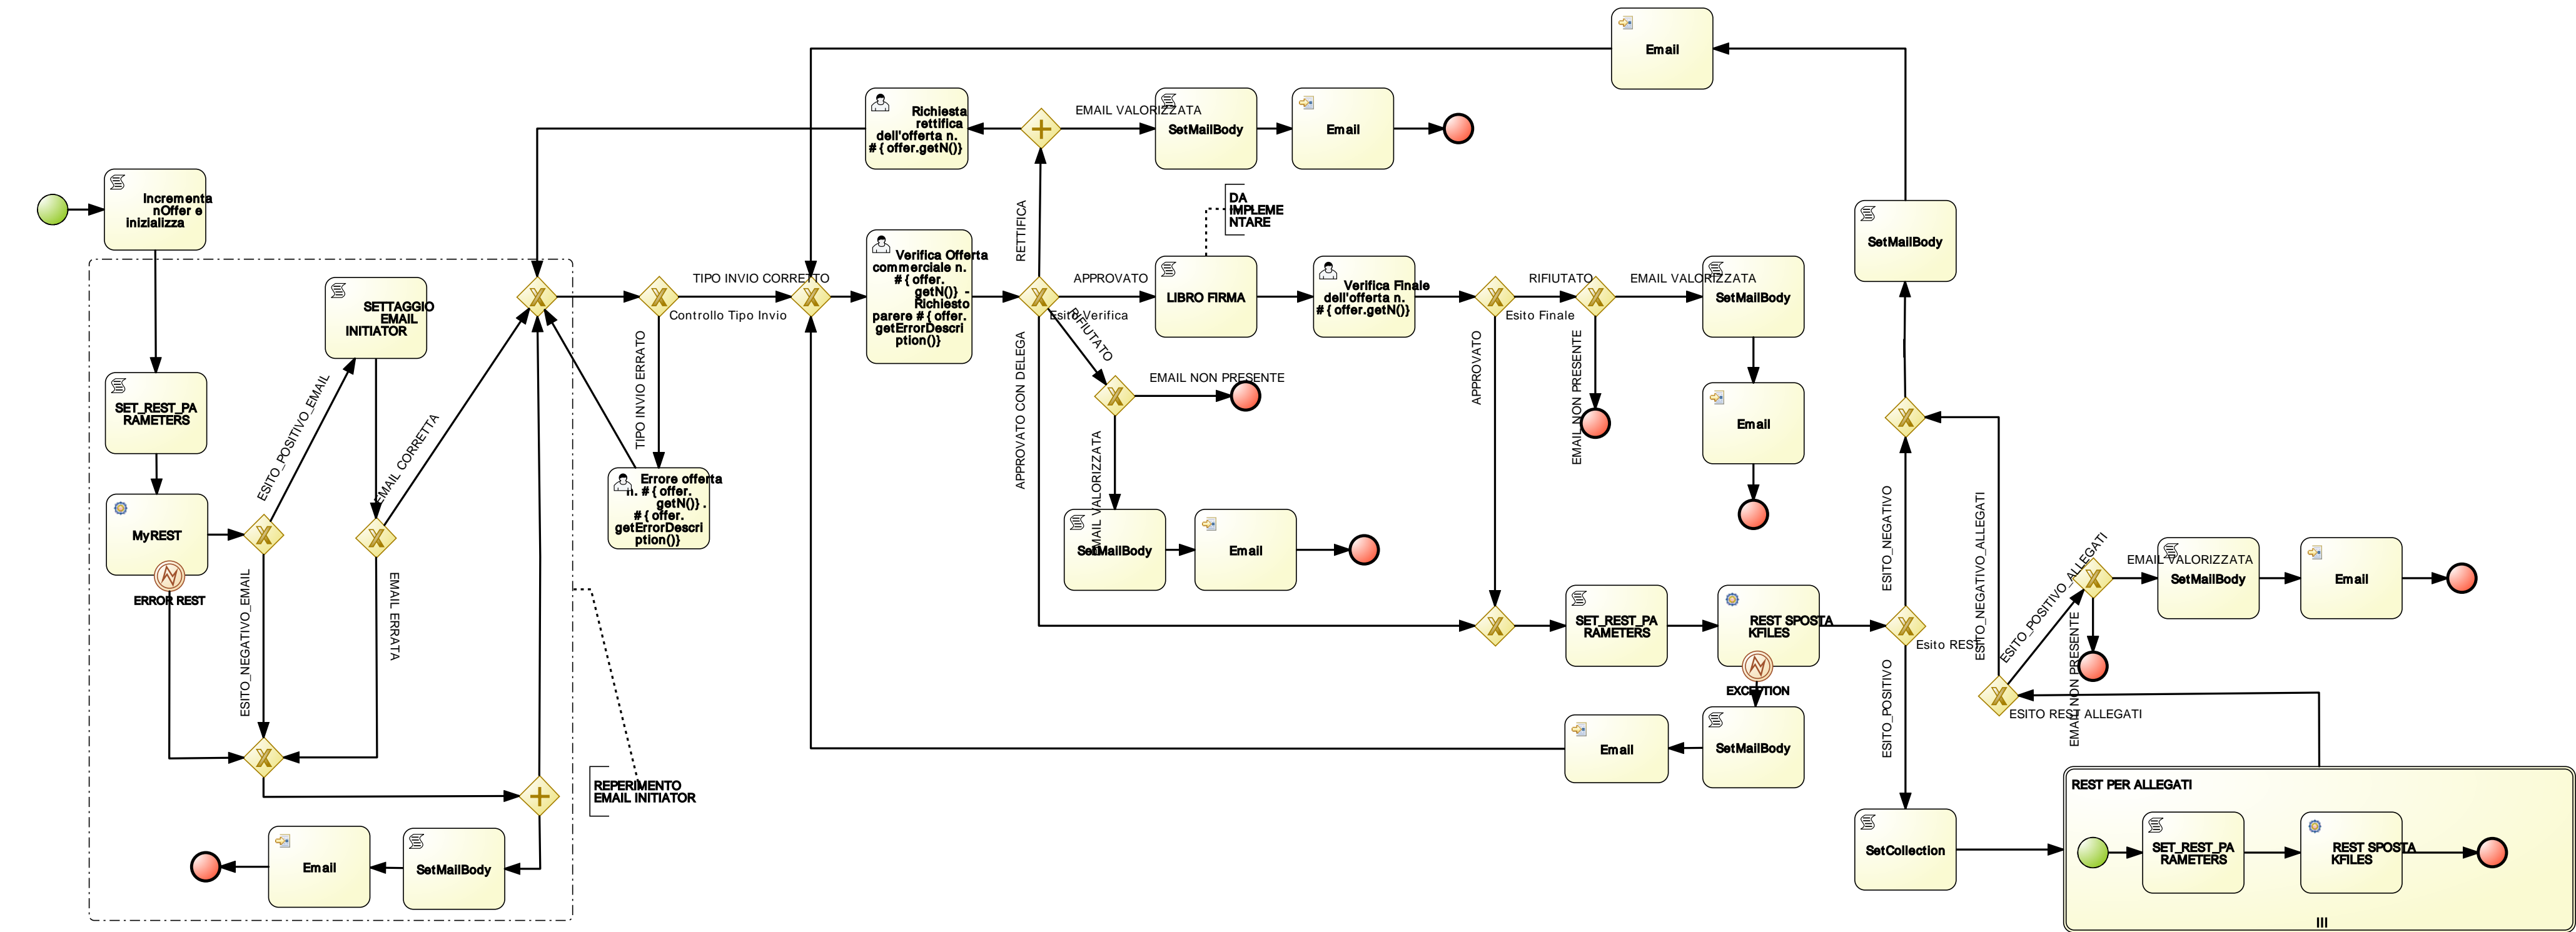 Email
Richiesta
rettifica
dell'offerta n.
#{offer.getN()}
EMAIL VALORIZZATA
SetMailBody
Email
Incrementa
nOffer e
inizializza
DA
IMPLEME
NTARE
RETTIFICA
SetMailBody
SETTAGGIO
EMAIL
INITIATOR
TIPO INVIO CORRETTO
Controllo Tipo Invio
Verifica Offerta
commerciale n.
#{offer.
getN()} -
Richiesto
parere #{offer.
getErrorDescri
ption()}
APPROVATO
Esito Verifica
LIBRO FIRMA
Verifica Finale
dell'offerta n.
#{offer.getN()}
RIFIUTATO
Esito Finale
EMAIL VALORIZZATA
SetMailBody
RIFIUTATO
TIPO INVIO ERRATO
APPROVATO CON DELEGA
EMAIL NON PRESENTE
APPROVATO
EMAIL NON PRESENTE
Email
SET_REST_PA
RAMETERS
ESITO_POSITIVO_EMAIL
EMAIL CORRETTA
Errore offerta
n. #{offer.
getN()}.
#{offer.
getErrorDescri
ption()}
EMAIL VALORIZZATA
SetMailBody
Email
MyREST
ERROR REST
ESITO_NEGATIVO_EMAIL
EMAIL ERRATA
ESITO_NEGATIVO
ESITO_NEGATIVO_ALLEGATI
ESITO_POSITIVO_ALLEGATI
EMAIL VALORIZZATA
SetMailBody
Email
SET_REST_PA
RAMETERS
REST SPOSTA
KFILES
EXCEPTION
Esito REST
ESITO_POSITIVO
EMAIL NON PRESENTE
ESITO REST ALLEGATI
Email
SetMailBody
REPERIMENTO
EMAIL INITIATOR
REST PER ALLEGATI
Email
SetMailBody
SetCollection
SET_REST_PA
RAMETERS
REST SPOSTA
KFILES